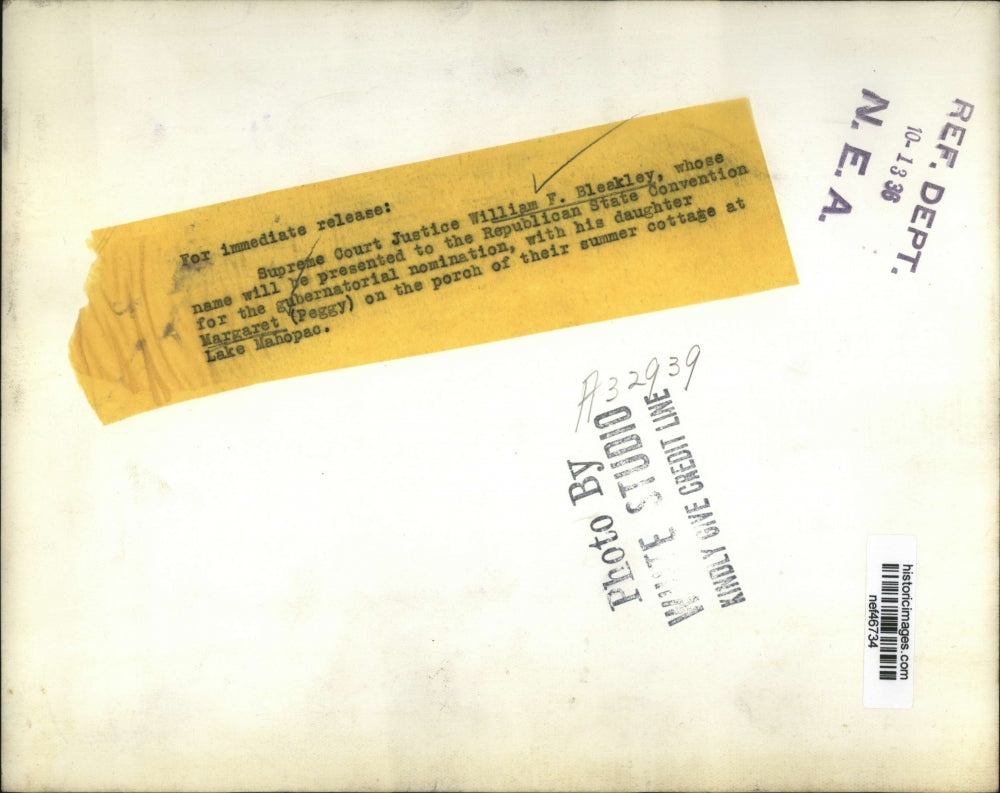 For immediate release:
Supreme Court Justice William F. Bleakley, whose
name will be presented to the Republican State Convention
for the gubernatorial nomination, with his daughter
Margaret (Peggy) on the porch of their summer cottage at
Lake Mahopac.
REF. DEPT.
10-13 36
N. E. A.
A32939
Photo By
WHITE STUDIO
KINDLY GIVE CREDIT LINE
historicimages.com
nef46734